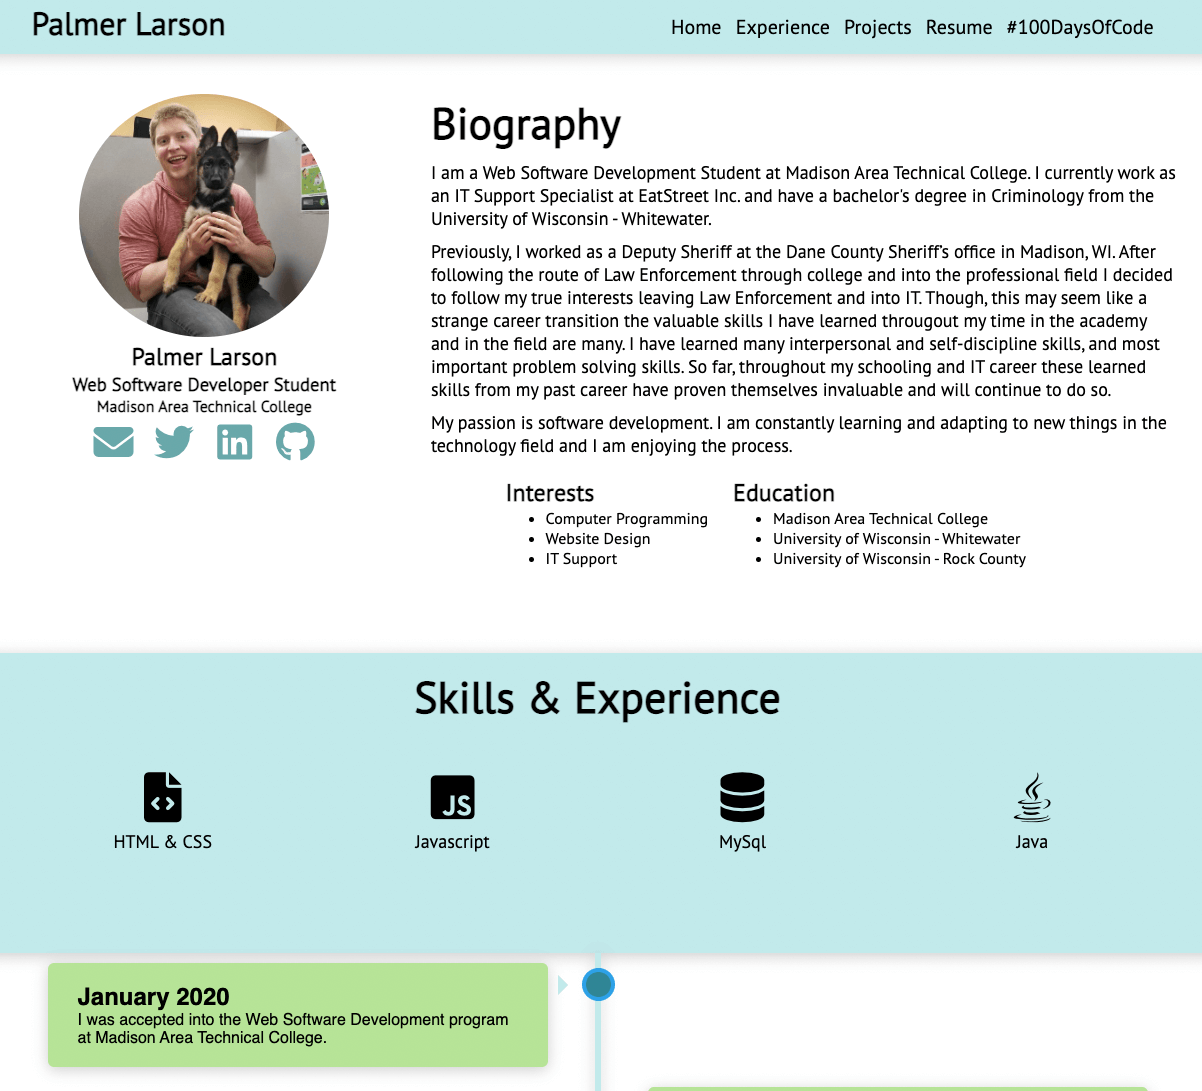 Palmer Larson
Home Experience Projects Resume #100DaysOfCode
Palmer Larson
Web Software Developer Student
Madison Area Technical College
Biography
I am a Web Software Development Student at Madison Area Technical College. I currently work as
an IT Support Specialist at EatStreet Inc. and have a bachelor's degree in Criminology from the
University of Wisconsin - Whitewater.
Previously, I worked as a Deputy Sheriff at the Dane County Sheriff's office in Madison, WI. After
following the route of Law Enforcement through college and into the professional field I decided
to follow my true interests leaving Law Enforcement and into IT. Though, this may seem like a
strange career transition the valuable skills I have learned througout my time in the academy
and in the field are many. I have learned many interpersonal and self-discipline skills, and most
important problem solving skills. So far, throughout my schooling and IT career these learned
skills from my past career have proven themselves invaluable and will continue to do so.
My passion is software development. I am constantly learning and adapting to new things in the
technology field and I am enjoying the process.
Interests
• Computer Programming
• Website Design
• IT Support
Education
• Madison Area Technical College
• University of Wisconsin - Whitewater
• University of Wisconsin - Rock County
Skills & Experience
JS
HTML & CSS
Javascript
MySql
Java
January 2020
I was accepted into the Web Software Development program
at Madison Area Technical College.